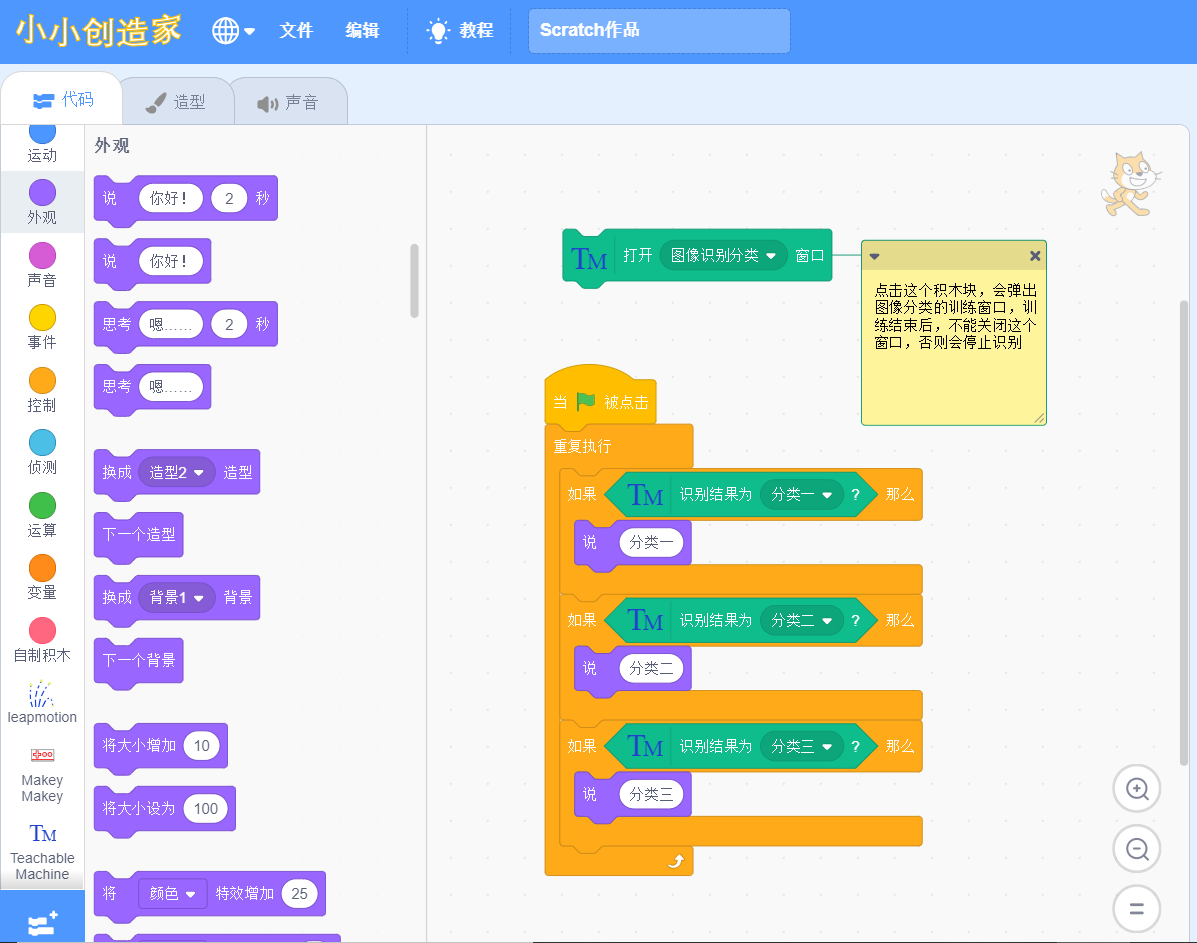 小小创造家
文件
编辑
教程
Scratch作品
代码
造型
声音
运动
外观
声音
事件
控制
侦测
运算
变量
自制积木
leapmotion
Makey
Makey
TM
Teachable
Machine
外观
说 你好! 2 秒
说 你好!
思考 嗯...... 2 秒
思考 嗯......
换成 造型2 造型
下一个造型
换成 背景1 背景
下一个背景
将大小增加 10
将大小设为 100
将 颜色 特效增加 25
TM 打开 图像识别分类 窗口
点击这个积木块，会弹出
图像分类的训练窗口，训
练结束后，不能关闭这个
窗口，否则会停止识别
当 被点击
重复执行
如果 TM 识别结果为 分类一 ? 那么
说 分类一
如果 TM 识别结果为 分类二 ? 那么
说 分类二
如果 TM 识别结果为 分类三 ? 那么
说 分类三